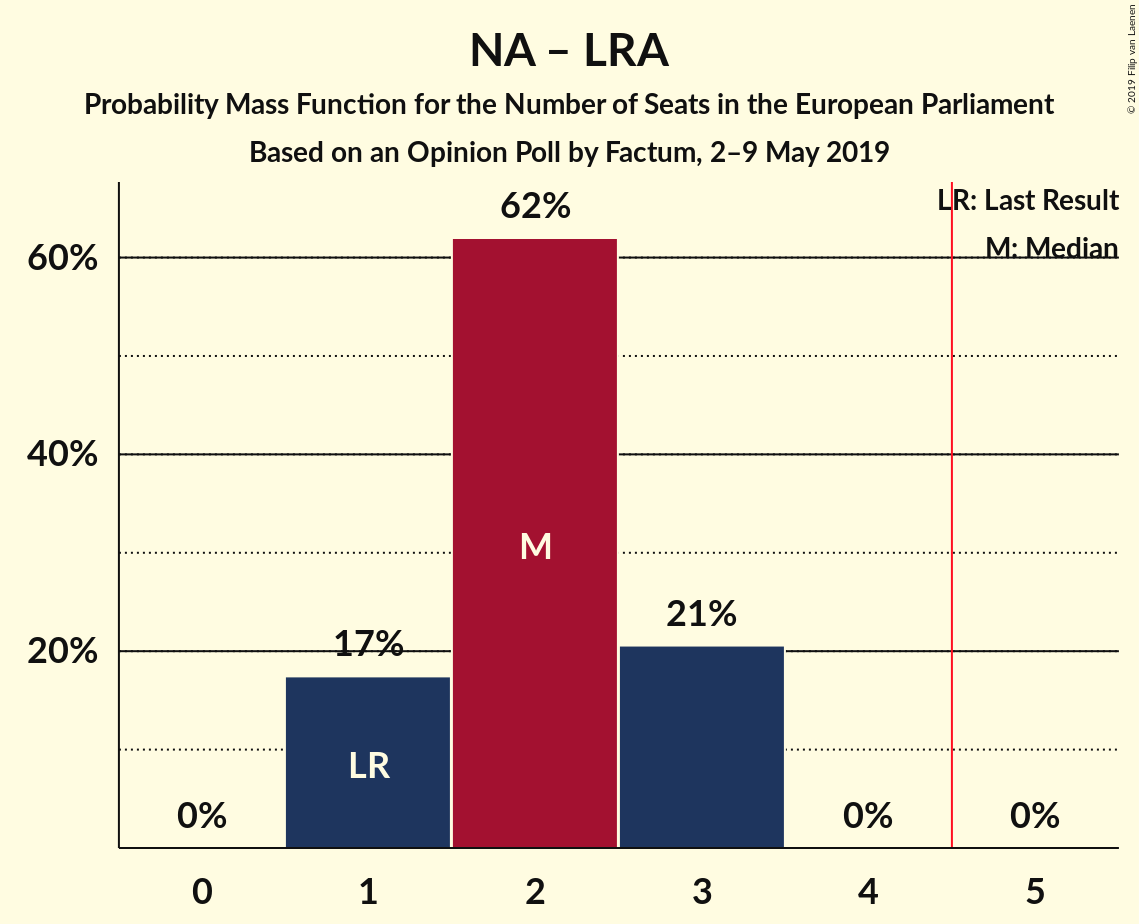 NA – LRA
Probability Mass Function for the Number of Seats in the European Parliament
Based on an Opinion Poll by Factum, 2–9 May 2019
© 2019 Filip van Laenen
LR: Last Result
M: Median
60%
40%
20%
0%
17%
62%
21%
0%
0%
LR
M
0
1
2
3
4
5